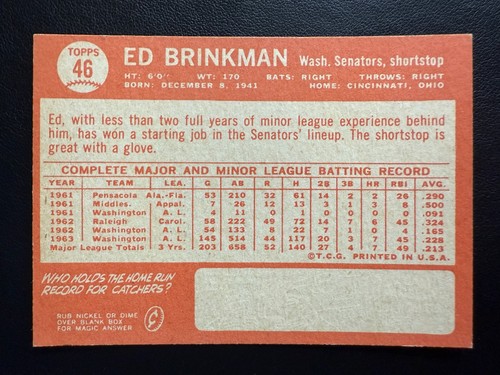 TOPPS
46
ED BRINKMAN
Wash. Senators, shortstop
HT: 6'0" WT: 170 BATS: RIGHT THROWS: RIGHT
BORN: DECEMBER 8, 1941 HOME: CINCINNATI, OHIO
Ed, with less than two full years of minor league experience behind
him, has won a starting job in the Senators' lineup. The shortstop is
great with a glove.
COMPLETE MAJOR AND MINOR LEAGUE BATTING RECORD
YEAR TEAM LEA. G AB R H 2B 3B HR RBI AVG.
1961 Pensacola Ala.-Fla. 53 210 32 61 14 2 2 26 .290
1961 Middles. Appal. 7 26 12 13 3 1 1 3 .500
1961 Washington A. L. 4 11 0 1 0 0 0 0 .091
1962 Raleigh Carol. 58 222 49 72 14 7 6 45 .324
1962 Washington A. L. 54 133 8 22 7 1 0 4 .165
1963 Washington A. L. 145 514 44 117 20 3 7 45 .228
Major League Totals 3 Yrs. 203 658 52 140 27 4 7 49 .213
©T.C.G. PRINTED IN U.S.A.
WHO HOLDS THE HOME RUN
RECORD FOR CATCHERS?
RUB NICKEL OR DIME
OVER BLANK BOX
FOR MAGIC ANSWER